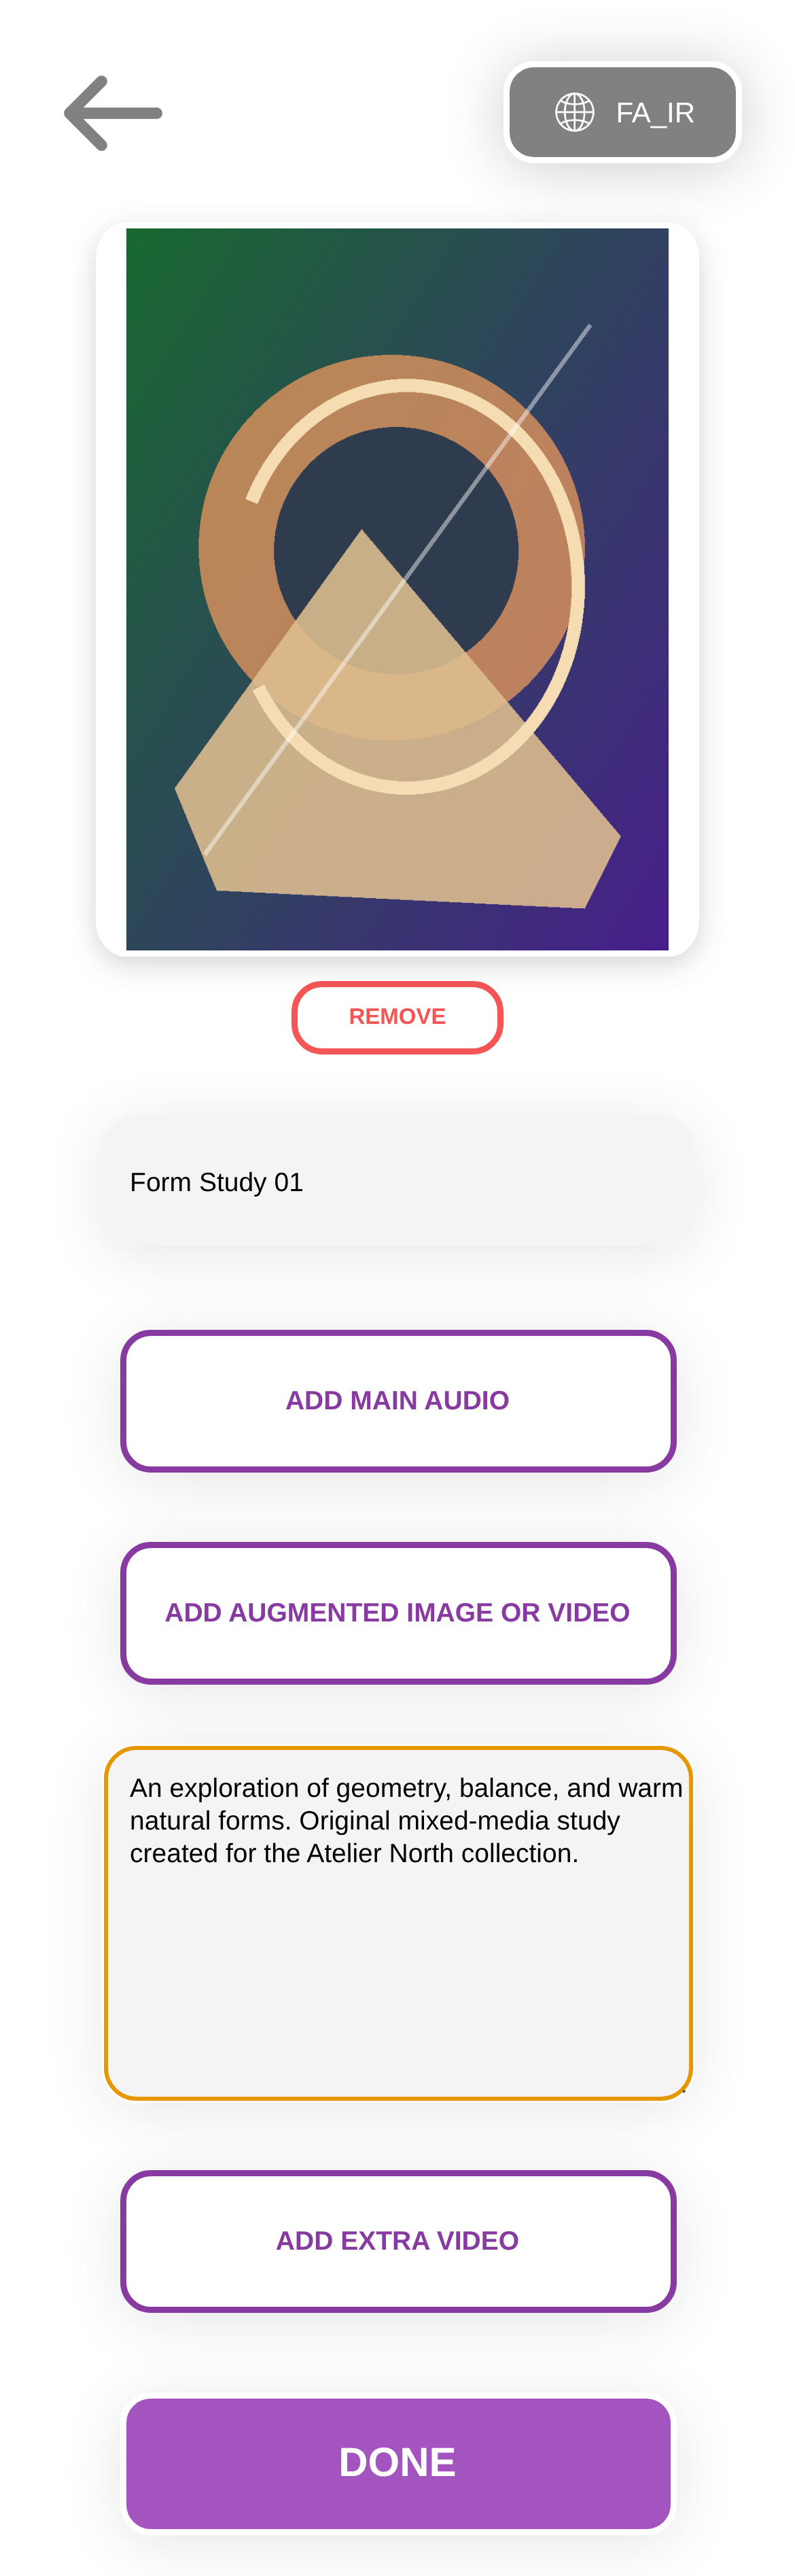 FA_IR
REMOVE
Form Study 01
ADD MAIN AUDIO
ADD AUGMENTED IMAGE OR VIDEO
An exploration of geometry, balance, and warm
natural forms. Original mixed-media study
created for the Atelier North collection.
ADD EXTRA VIDEO
DONE